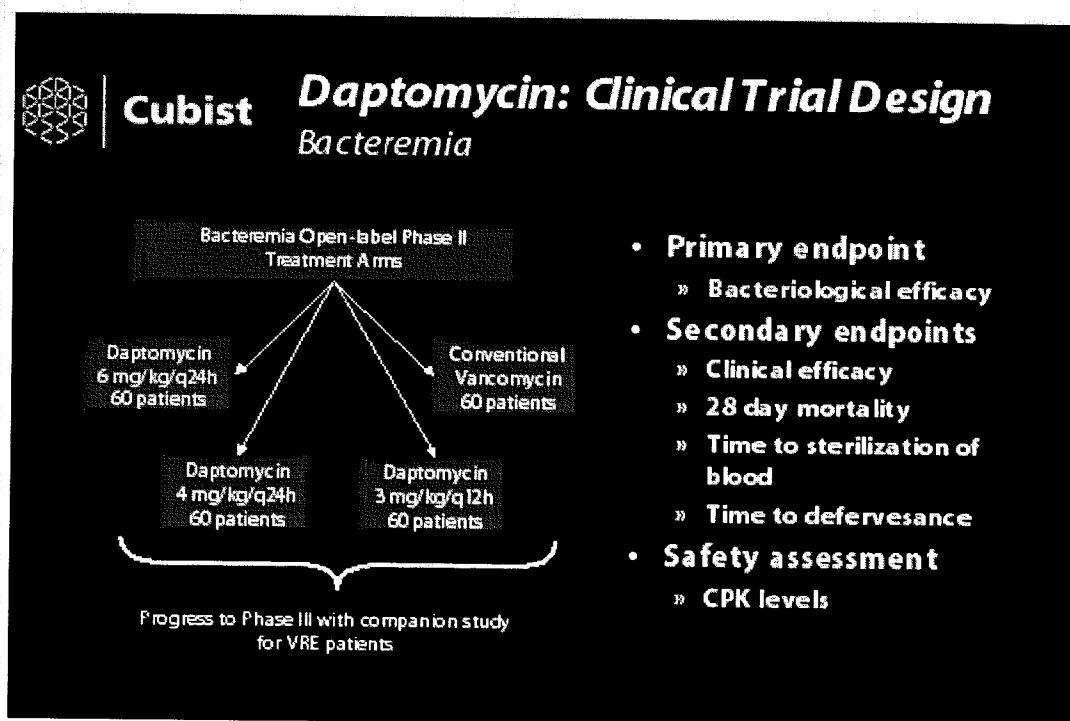 Cubist
Daptomycin: Clinical Trial Design
Bacteremia
Bacteremia Open-label Phase II
Treatment Arms
Daptomycin
6 mg/kg/q24h
60 patients
Conventional
Vancomycin
60 patients
Daptomycin
4 mg/kg/q24h
60 patients
Daptomycin
3 mg/kg/q12h
60 patients
Progress to Phase III with companion study
for VRE patients
• Primary endpoint
» Bacteriological efficacy
• Secondary endpoints
» Clinical efficacy
» 28 day mortality
» Time to sterilization of
blood
» Time to defervesance
• Safety assessment
» CPK levels